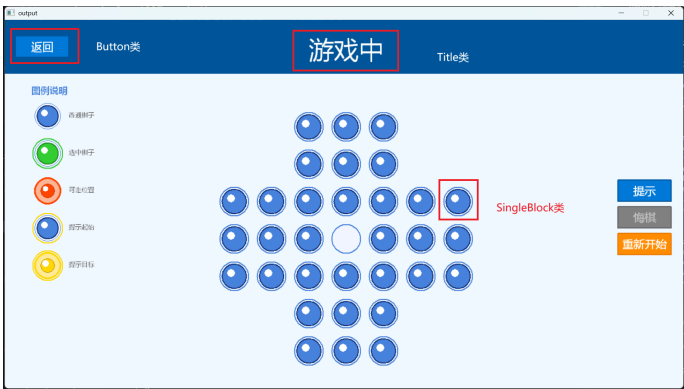 output
返回
Button类
游戏中
Title类
图例说明
普通棋子
选中棋子
可走位置
提示起始
提示目标
SingleBlock类
提示
悔棋
重新开始